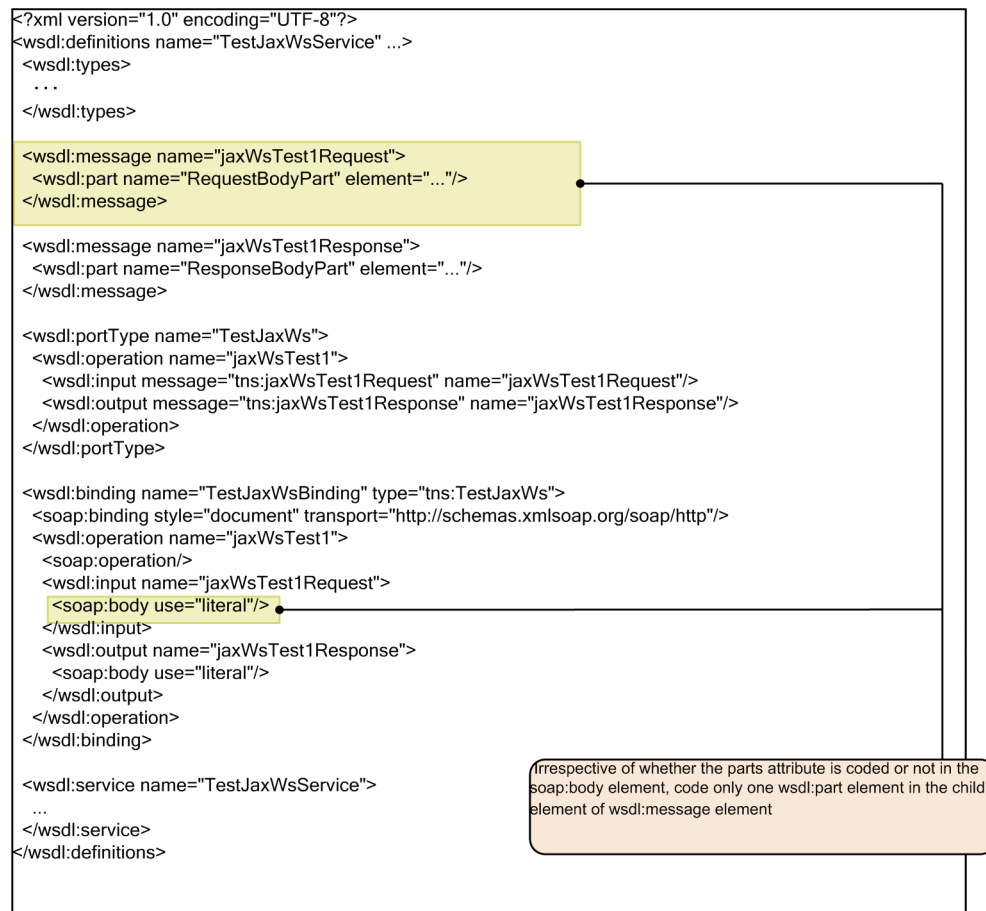 <?xml version="1.0" encoding="UTF-8"?>
<wsdl:definitions name="TestJaxWsService" ...>
<wsdl:types>
...
</wsdl:types>
<wsdl:message name="jaxWsTest1Request">
<wsdl:part name="RequestBodyPart" element="..."/>
</wsdl:message>
<wsdl:message name="jaxWsTest1Response">
<wsdl:part name="ResponseBodyPart" element="..."/>
</wsdl:message>
<wsdl:portType name="TestJaxWs">
<wsdl:operation name="jaxWsTest1">
<wsdl:input message="tns:jaxWsTest1Request" name="jaxWsTest1Request"/>
<wsdl:output message="tns:jaxWsTest1Response" name="jaxWsTest1Response"/>
</wsdl:operation>
</wsdl:portType>
<wsdl:binding name="TestJaxWsBinding" type="tns:TestJaxWs">
<soap:binding style="document" transport="http://schemas.xmlsoap.org/soap/http"/>
<wsdl:operation name="jaxWsTest1">
<soap:operation/>
<wsdl:input name="jaxWsTest1Request">
<soap:body use="literal"/>
</wsdl:input>
<wsdl:output name="jaxWsTest1Response">
<soap:body use="literal"/>
</wsdl:output>
</wsdl:operation>
</wsdl:binding>
<wsdl:service name="TestJaxWsService">
...
</wsdl:service>
</wsdl:definitions>
Irrespective of whether the parts attribute is coded or not in the
soap:body element, code only one wsdl:part element in the child
element of wsdl:message element